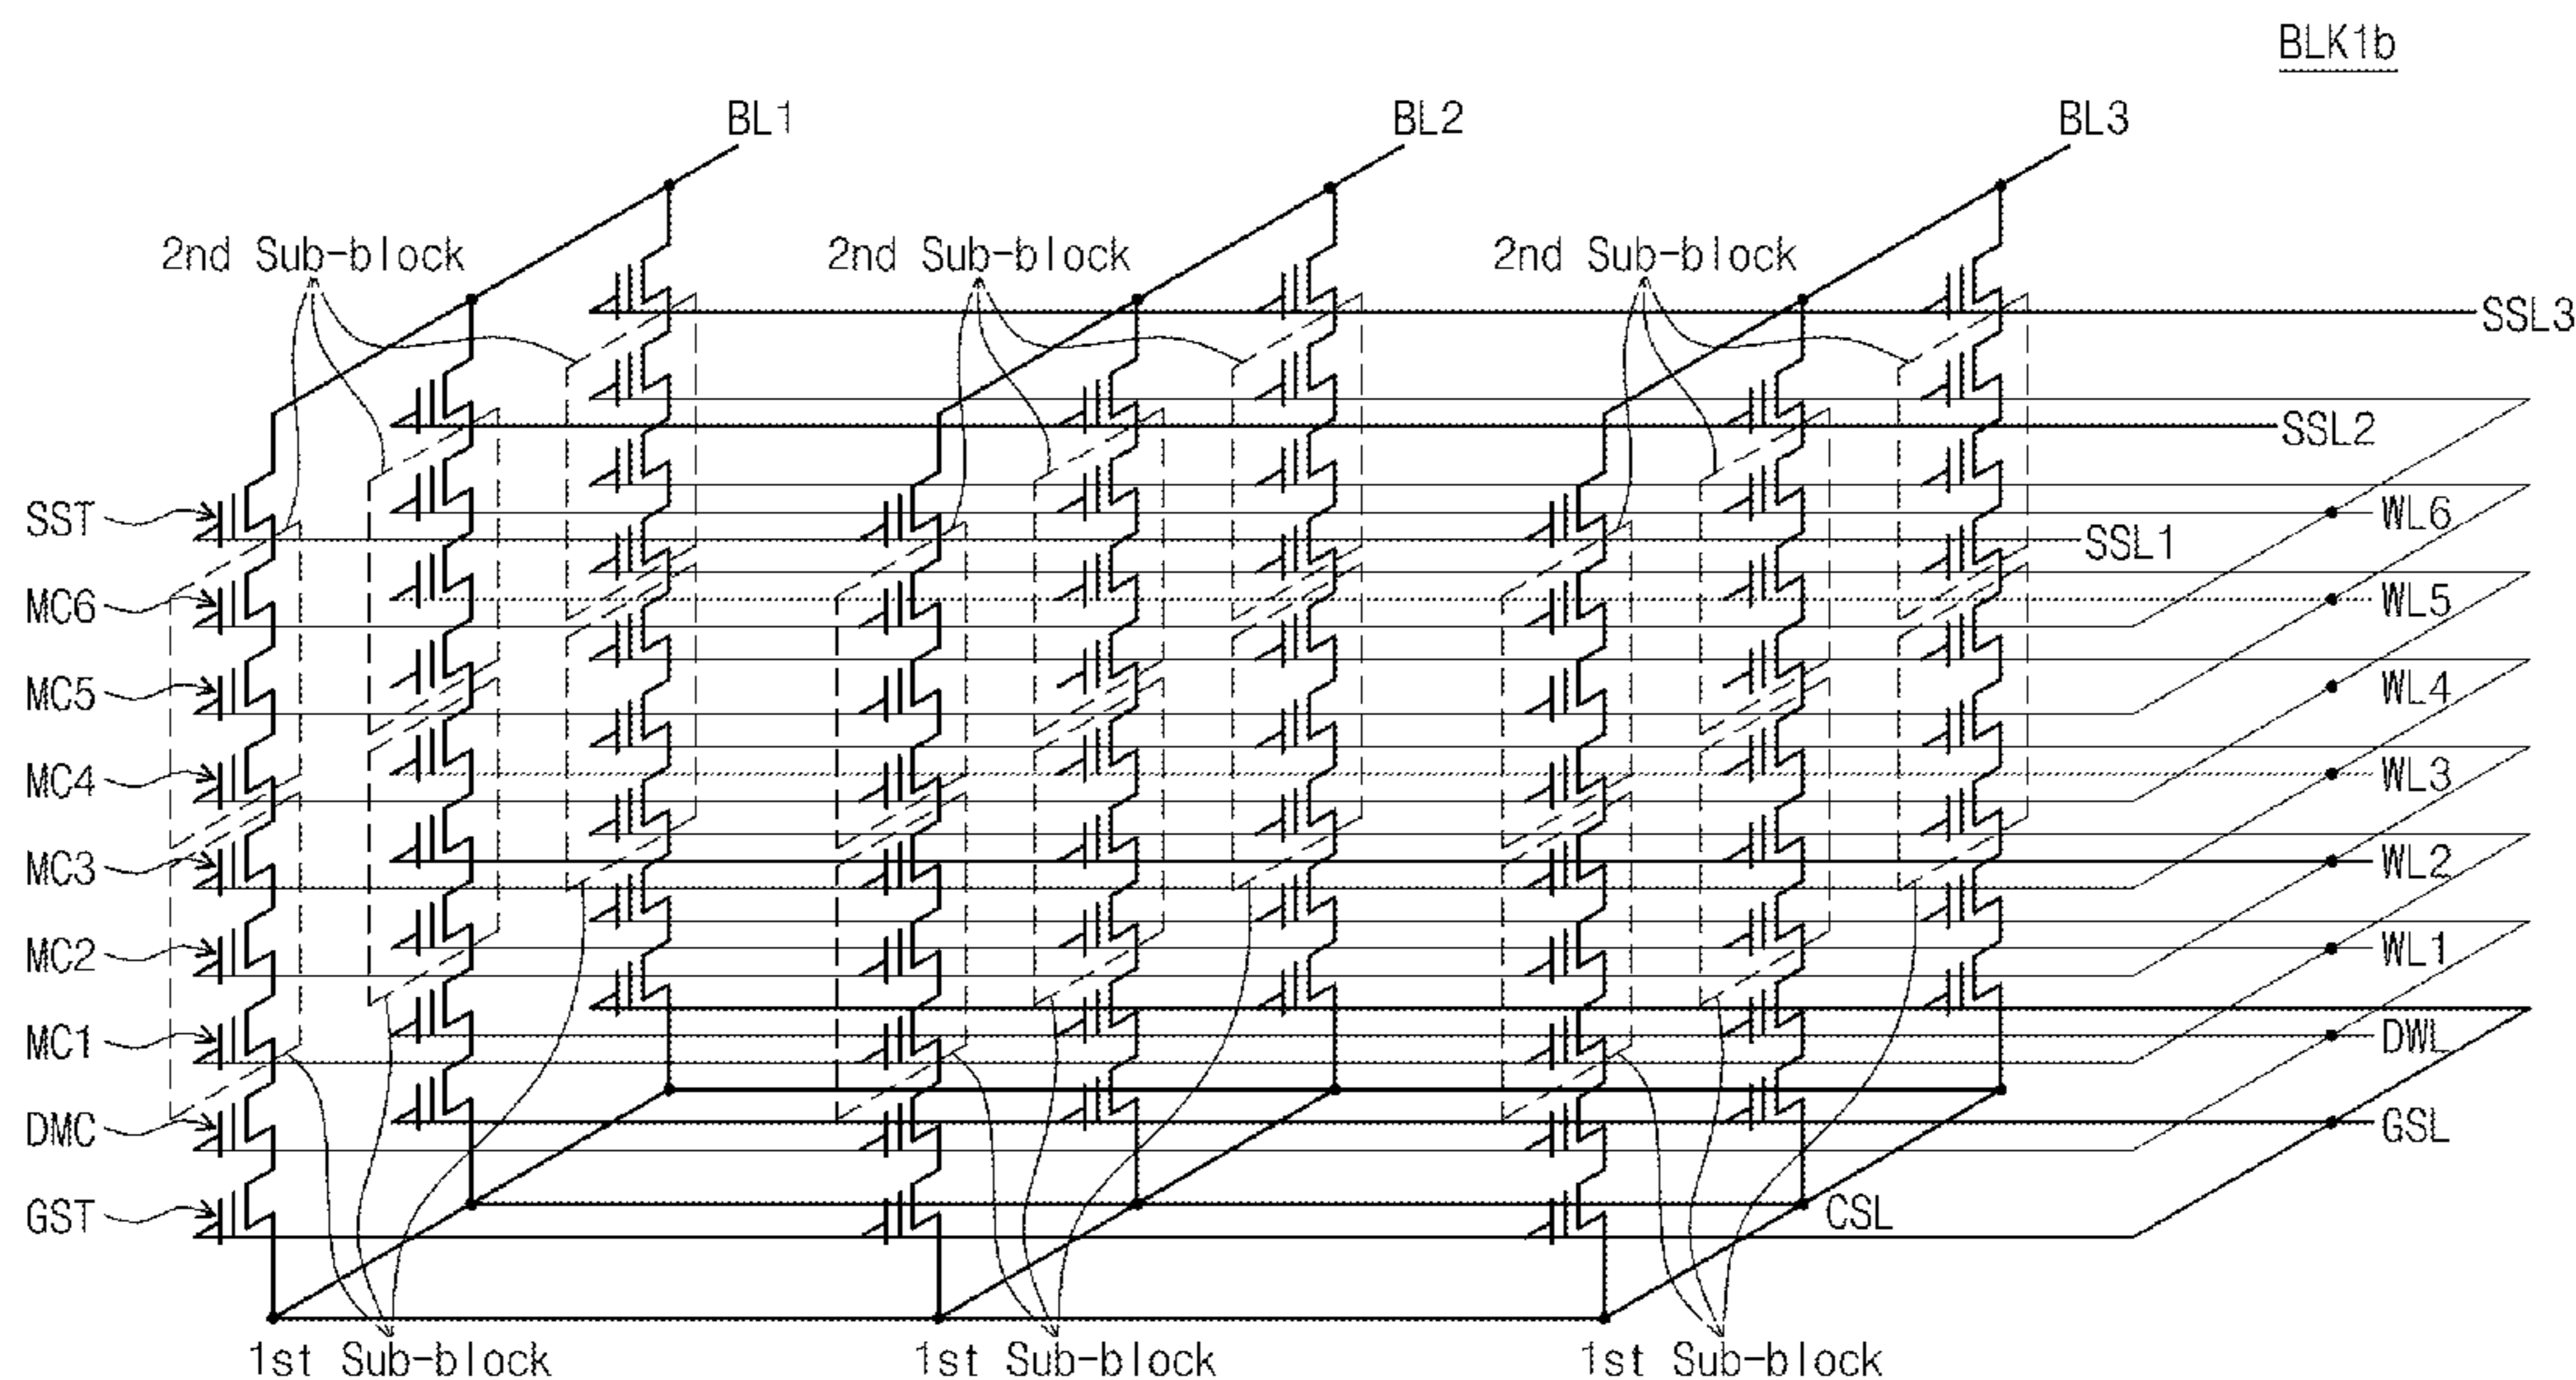 BLK1b
BL1
BL2
BL3
2nd Sub-block
2nd Sub-block
2nd Sub-block
SSL3
SSL2
SST
WL6
SSL1
MC6
WL5
MC5
WL4
MC4
WL3
MC3
WL2
MC2
WL1
MC1
DWL
DMC
GSL
GST
CSL
1st Sub-block
1st Sub-block
1st Sub-block